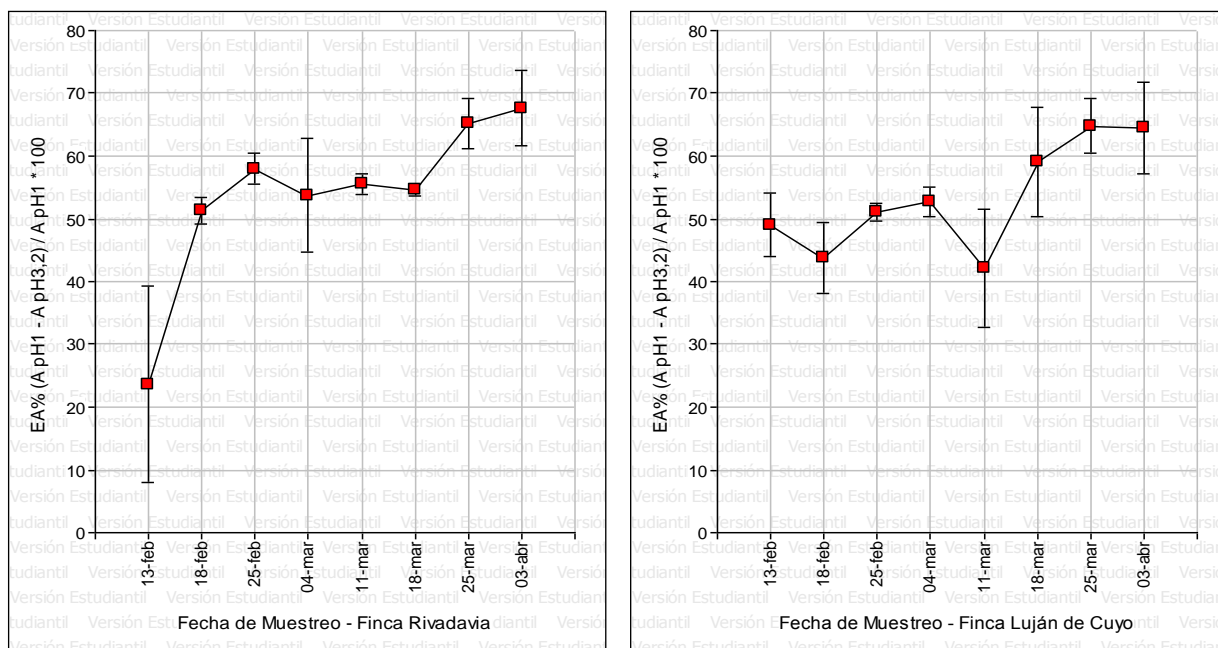 EA% (A pH1 - A pH3,2) / A pH1 * 100
80
70
60
50
40
30
20
10
0
13-feb
18-feb
25-feb
04-mar
11-mar
18-mar
25-mar
03-abr
Fecha de Muestreo - Finca Rivadavia
EA% (A pH1 - A pH3,2) / A pH1 * 100
80
70
60
50
40
30
20
10
0
13-feb
18-feb
25-feb
04-mar
11-mar
18-mar
25-mar
03-abr
Fecha de Muestreo - Finca Luján de Cuyo
Versión Estudiantil